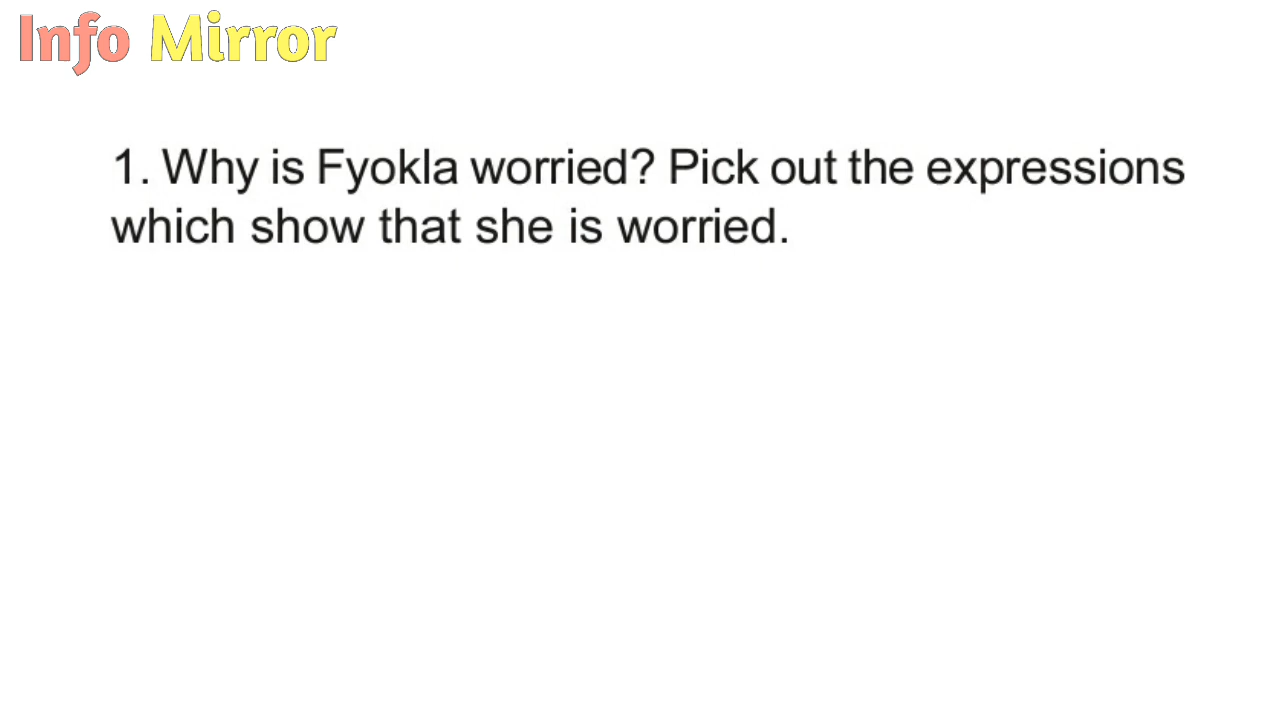 Info Mirror
1. Why is Fyokla worried? Pick out the expressions
which show that she is worried.